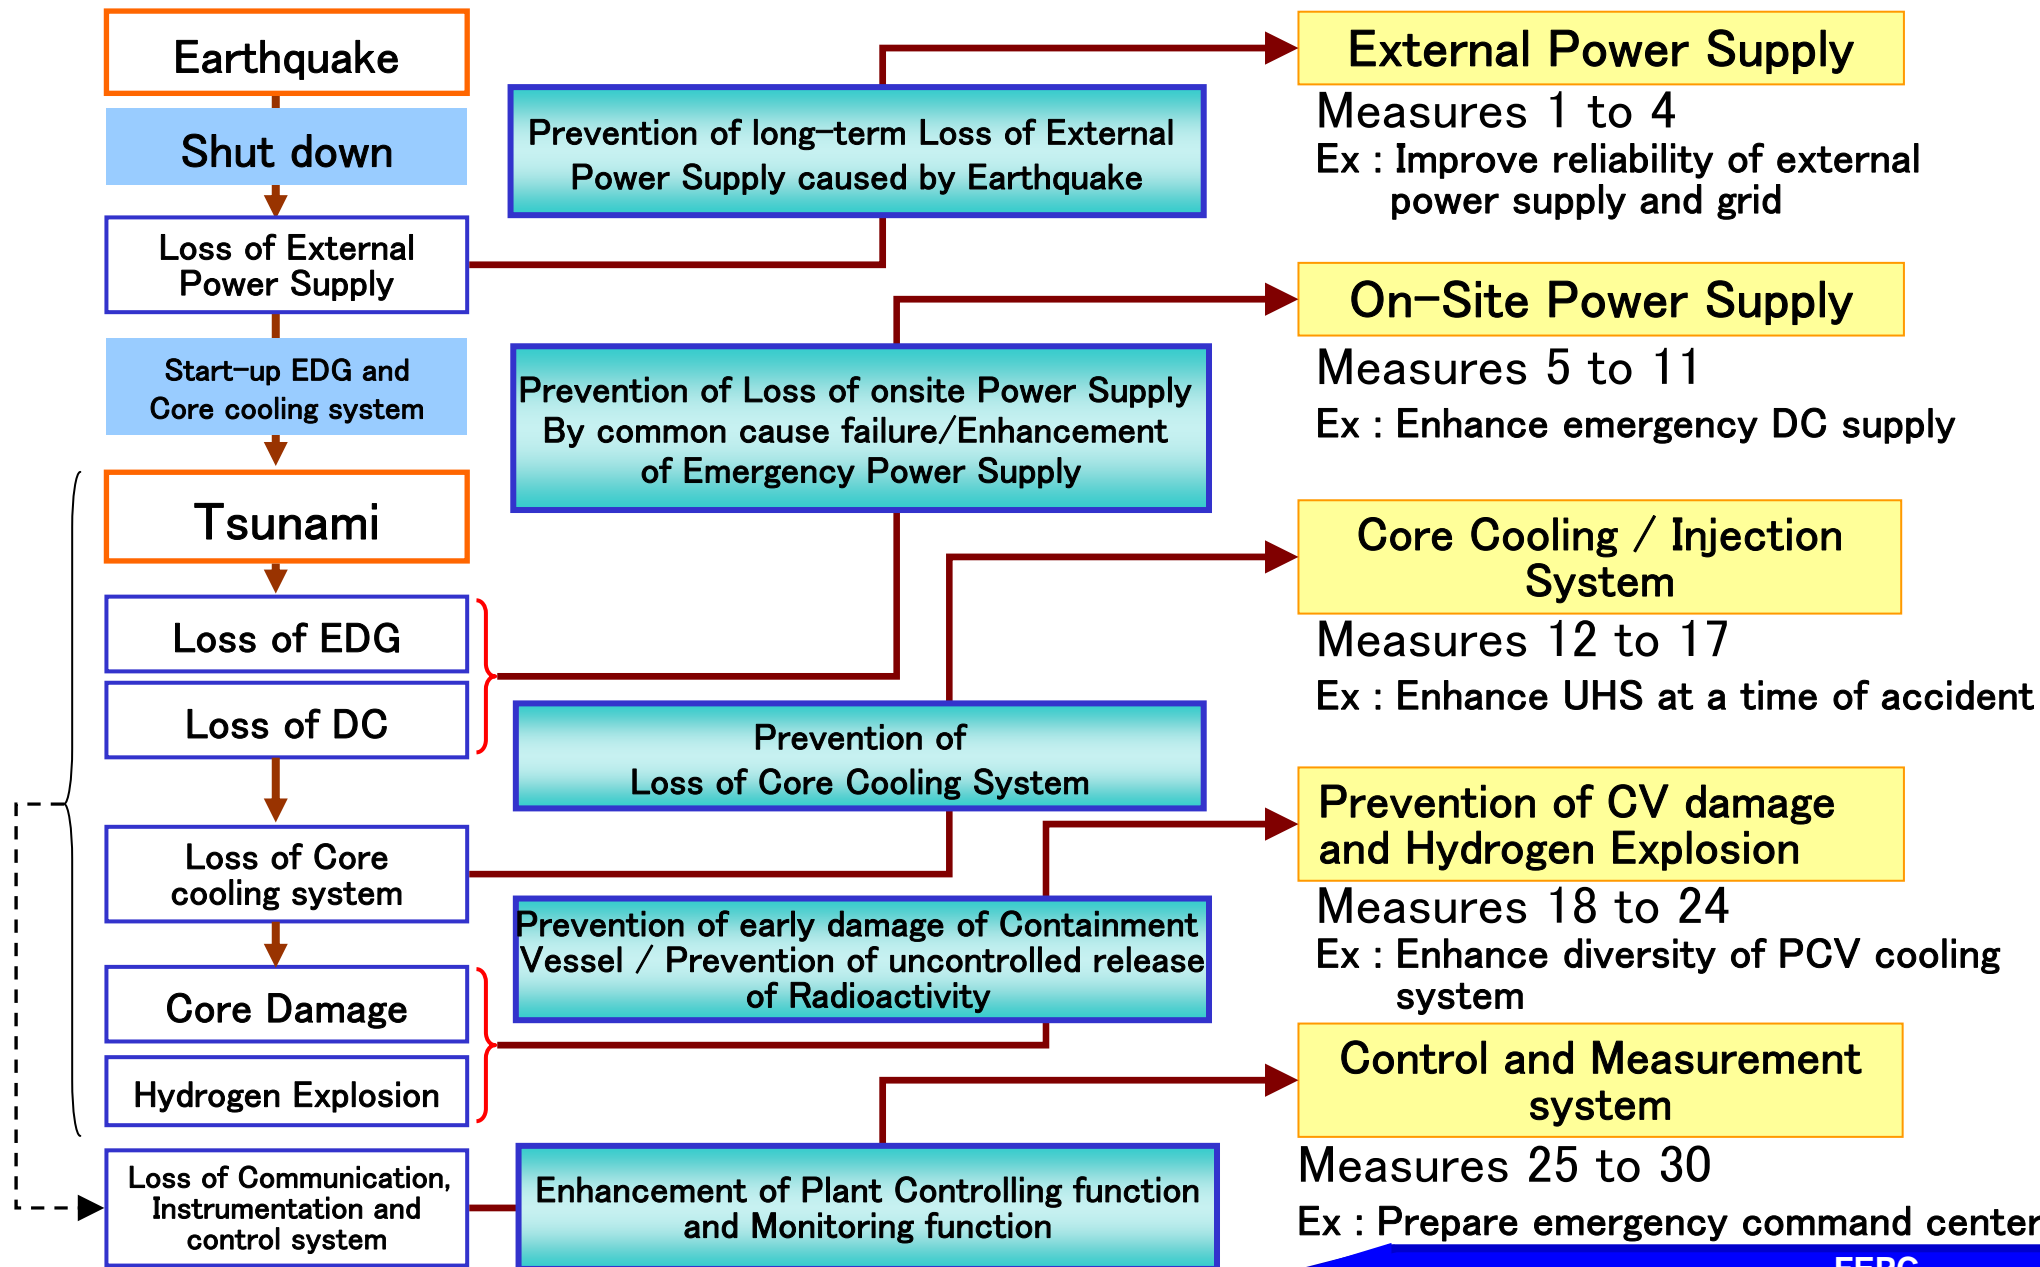 Earthquake
Shut down
Loss of External
Power Supply
Start-up EDG and
Core cooling system
Tsunami
Loss of EDG
Loss of DC
Loss of Core
cooling system
Core Damage
Hydrogen Explosion
Loss of Communication,
Instrumentation and
control system
Prevention of long-term Loss of External
Power Supply caused by Earthquake
Prevention of Loss of onsite Power Supply
By common cause failure/Enhancement
of Emergency Power Supply
Prevention of
Loss of Core Cooling System
Prevention of early damage of Containment
Vessel / Prevention of uncontrolled release
of Radioactivity
Enhancement of Plant Controlling function
and Monitoring function
External Power Supply
Measures 1 to 4
Ex : Improve reliability of external
power supply and grid
On-Site Power Supply
Measures 5 to 11
Ex : Enhance emergency DC supply
Core Cooling / Injection
System
Measures 12 to 17
Ex : Enhance UHS at a time of accident
Prevention of CV damage
and Hydrogen Explosion
Measures 18 to 24
Ex : Enhance diversity of PCV cooling
system
Control and Measurement
system
Measures 25 to 30
Ex : Prepare emergency command center